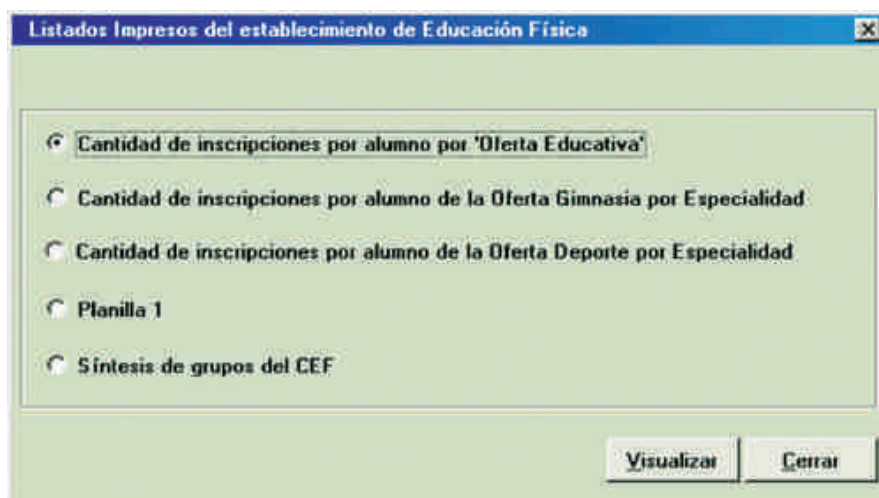 Listados Impresos del establecimiento de Educación Física
Cantidad de inscripciones por alumno por 'Oferta Educativa'
Cantidad de inscripciones por alumno de la Oferta Gimnasia por Especialidad
Cantidad de inscripciones por alumno de la Oferta Deporte por Especialidad
Planilla 1
Síntesis de grupos del CEF
Visualizar Cerrar